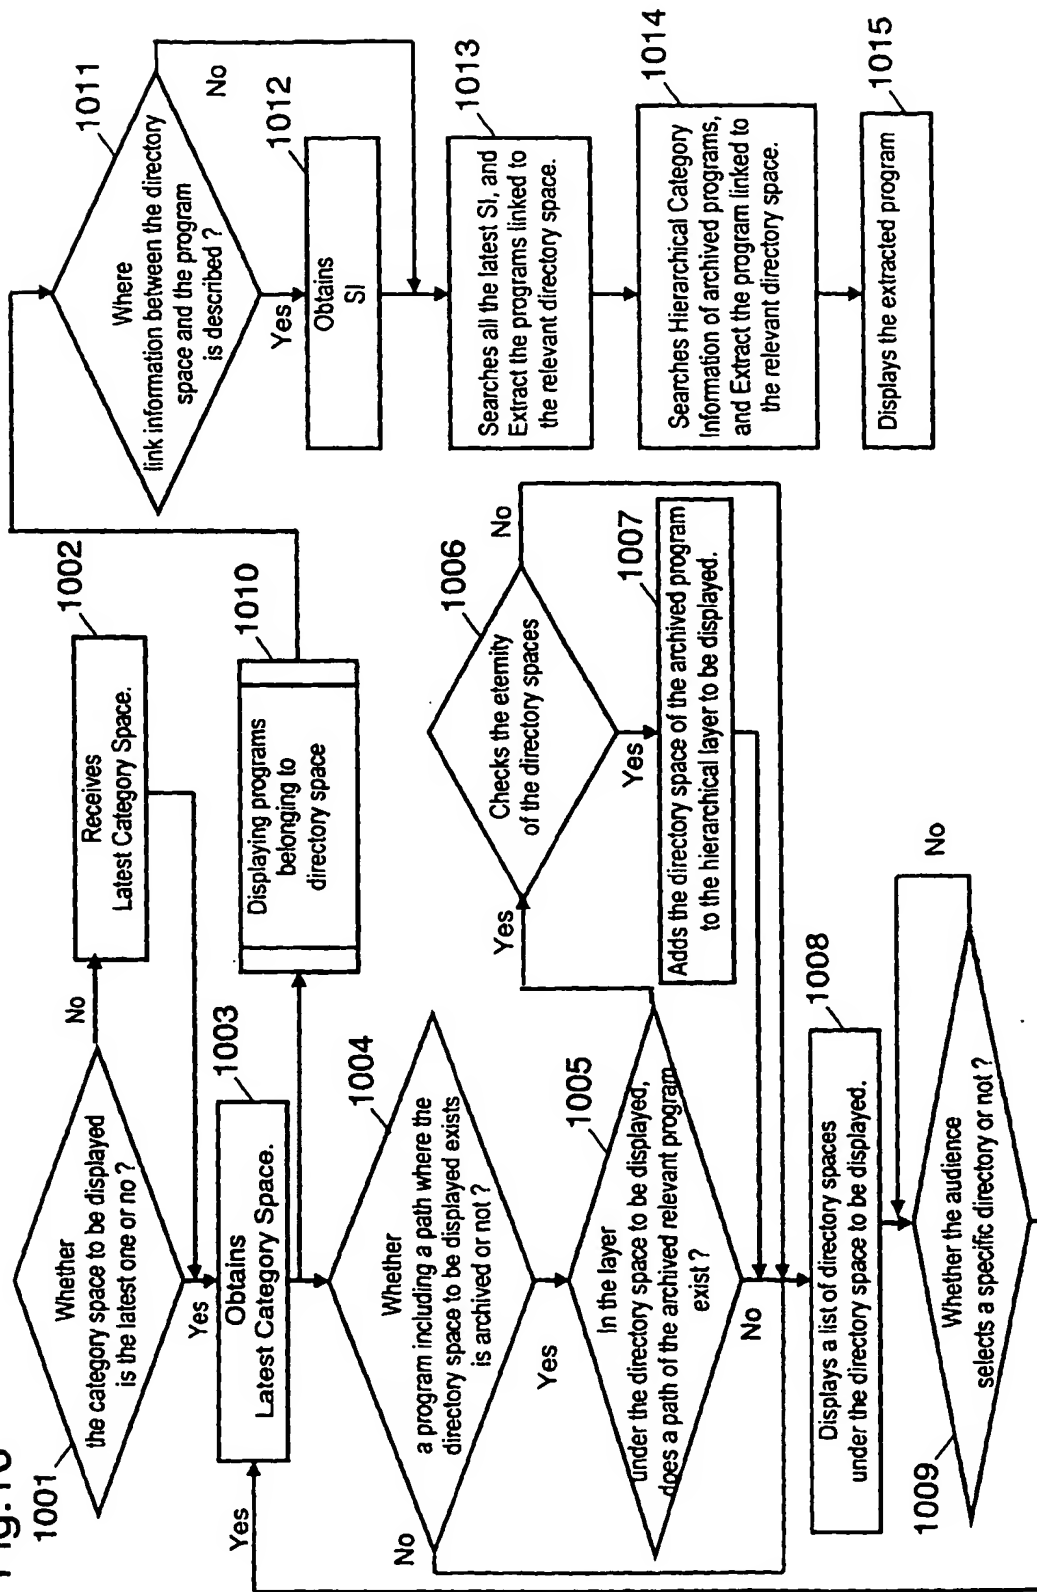 Fig.10
1001
Whether
the category space to be displayed
is the latest one or no ?
No
Yes
1002
Receives
Latest Category Space.
1003
Obtains
Latest Category Space.
1004
Whether
a program including a path where the
directory space to be displayed exists
is archived or not ?
No
Yes
1005
In the layer
under the directory space to be displayed,
does a path of the archived relevant program
exist ?
Yes
No
1006
Checks the eternity
of the directory spaces
No
Yes
1007
Adds the directory space of the archived program
to the hierarchical layer to be displayed.
1008
Displays a list of directory spaces
under the directory space to be displayed.
1009
Whether the audience
selects a specific directory or not ?
No
Yes
1010
Displaying programs
belonging to
directory space
1011
Where
link information between the directory
space and the program
is described ?
No
Yes
1012
Obtains
SI
1013
Searches all the latest SI, and
Extract the programs linked to
the relevant directory space.
1014
Searches Hierarchical Category
Information of archived programs,
and Extract the program linked to
the relevant directory space.
1015
Displays the extracted program